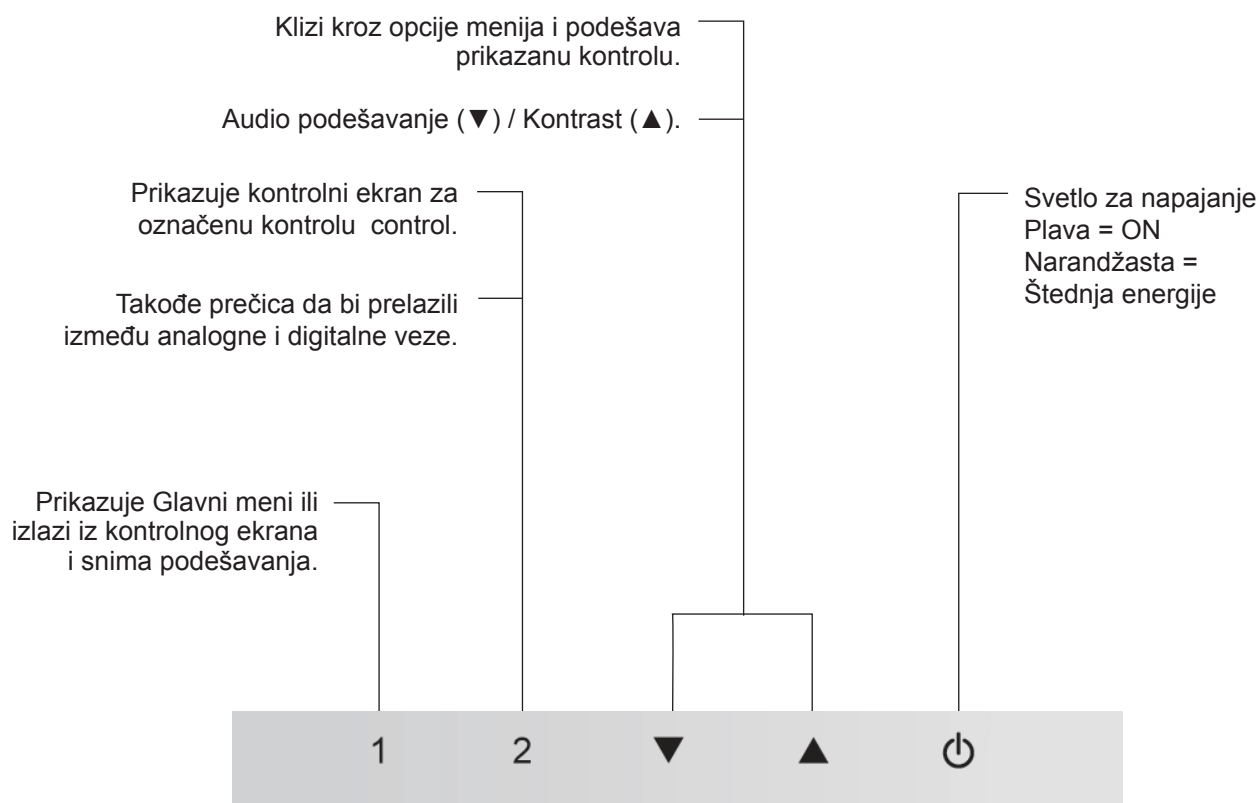 Klizi kroz opcije menija i podešava
prikazanu kontrolu.
Audio podešavanje (▼) / Kontrast (▲).
Prikazuje kontrolni ekran za
označenu kontrolu  control.
Takođe prečica da bi prelazili
između analogne i digitalne veze.
Prikazuje Glavni meni ili
izlazi iz kontrolnog ekrana
i snima podešavanja.
Svetlo za napajanje
Plava = ON
Narandžasta =
Štednja energije
1 2 ▼ ▲ ⏻